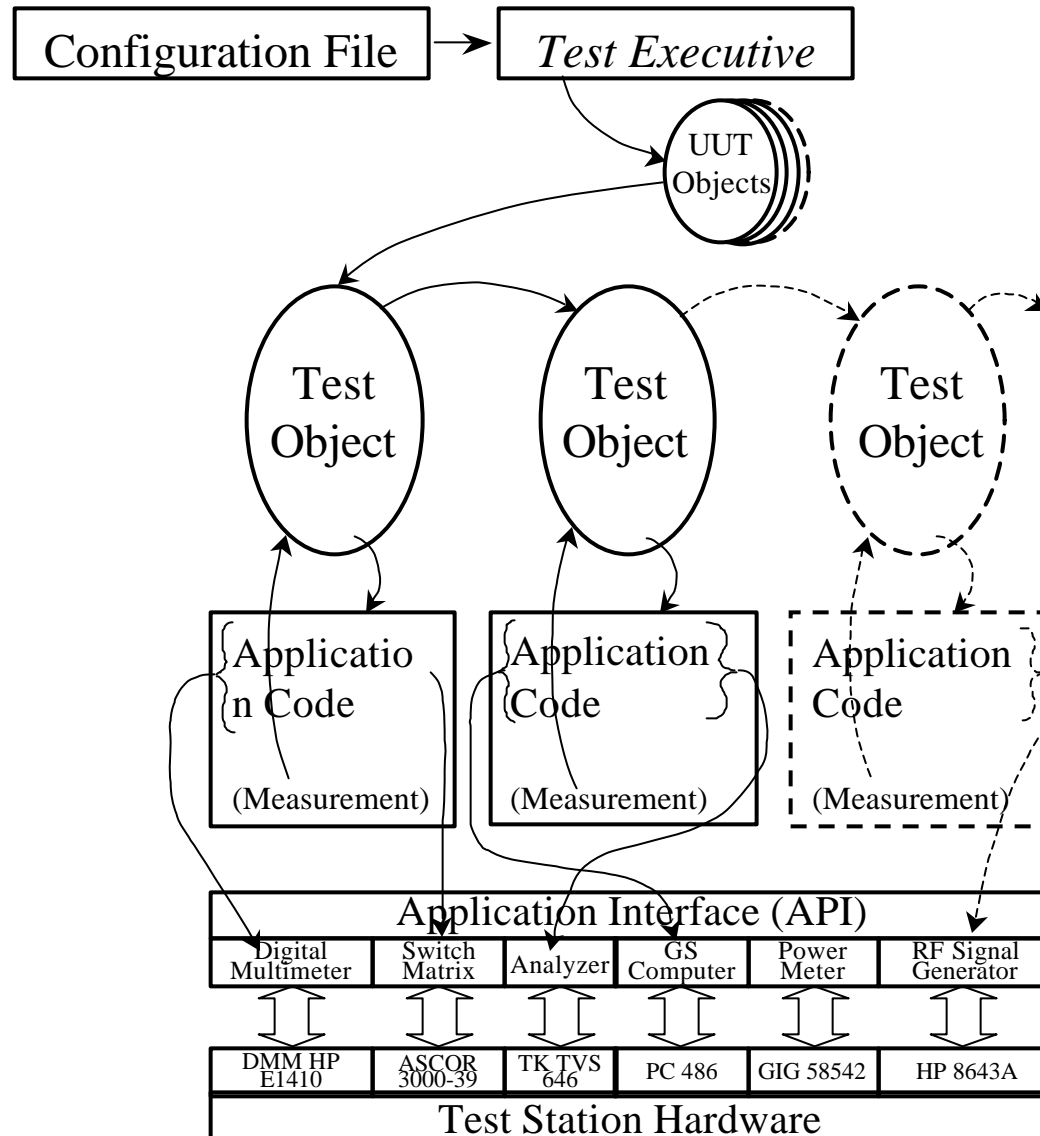 Configuration File
Test Executive
UUT
Objects
Test
Object
Test
Object
Test
Object
Applicatio
n Code
(Measurement)
Application
Code
(Measurement)
Application
Code
(Measurement)
Application Interface (API)
Digital
Multimeter
Switch
Matrix
Analyzer
GS
Computer
Power
Meter
RF Signal
Generator
DMM HP
E1410
ASCOR
3000-39
TK TVS
646
PC 486
GIG 58542
HP 8643A
Test Station Hardware